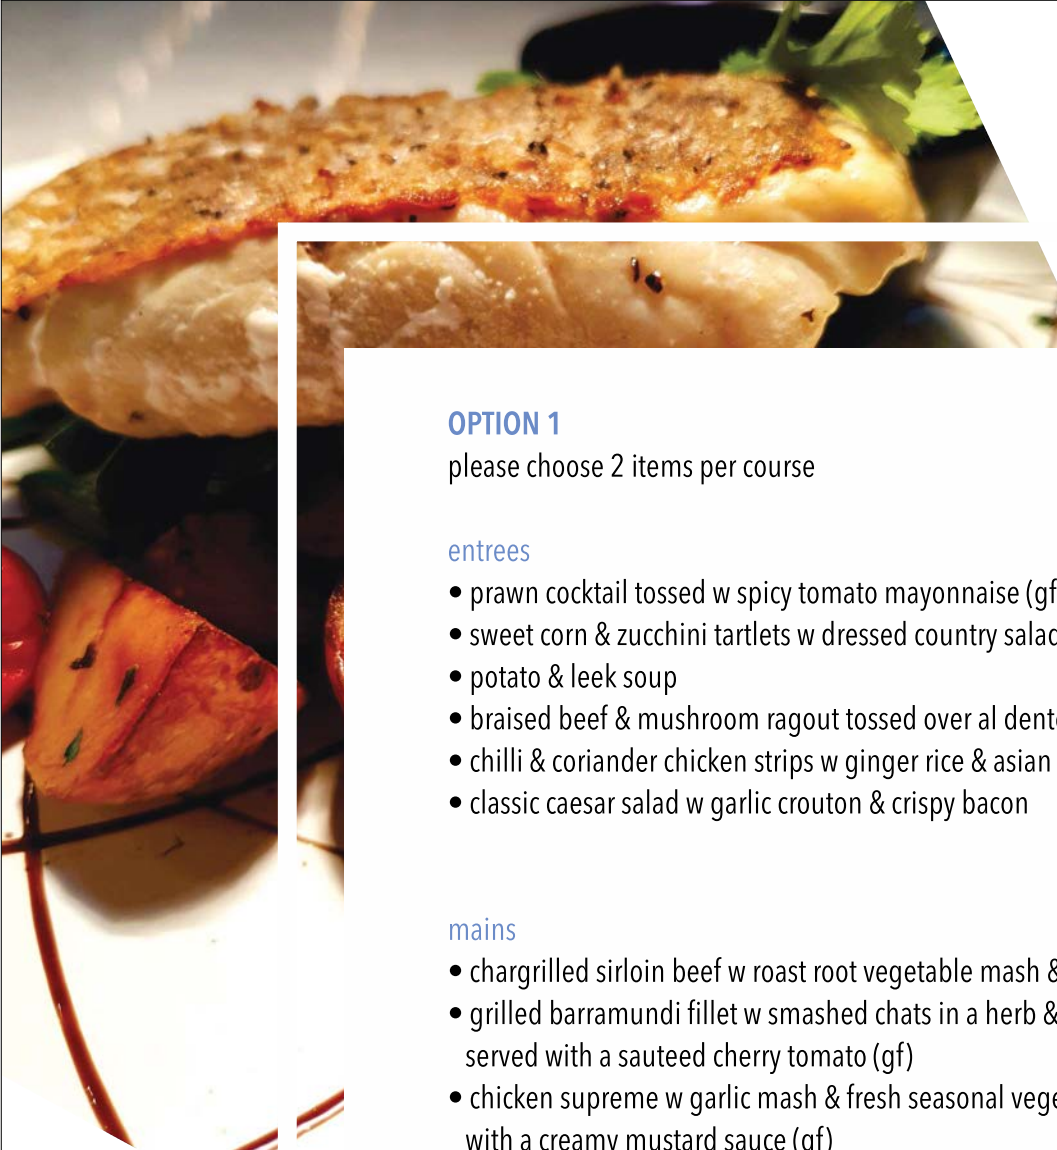 OPTION 1
please choose 2 items per course
entrees
• prawn cocktail tossed w spicy tomato mayonnaise (gf
• sweet corn & zucchini tartlets w dressed country salad
• potato & leek soup
• braised beef & mushroom ragout tossed over al dente
• chilli & coriander chicken strips w ginger rice & asian
• classic caesar salad w garlic crouton & crispy bacon
mains
• chargrilled sirloin beef w roast root vegetable mash &
• grilled barramundi fillet w smashed chats in a herb &
served with a sauteed cherry tomato (gf)
• chicken supreme w garlic mash & fresh seasonal vege
with a creamy mustard sauce (gf)